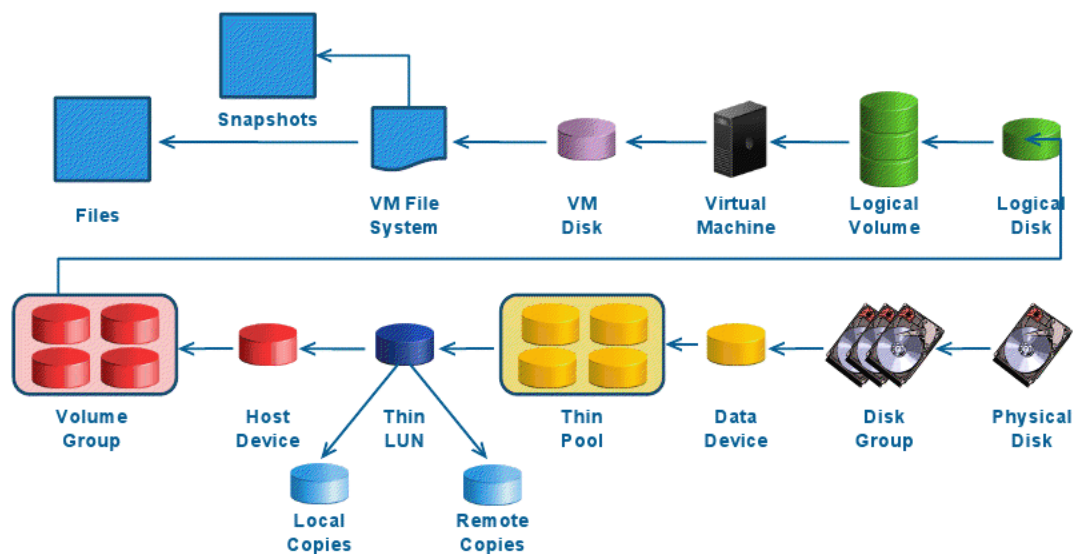 Snapshots
Files
VM File
System
VM
Disk
Virtual
Machine
Logical
Volume
Logical
Disk
Volume
Group
Host
Device
Thin
LUN
Thin
Pool
Data
Device
Disk
Group
Physical
Disk
Local
Copies
Remote
Copies